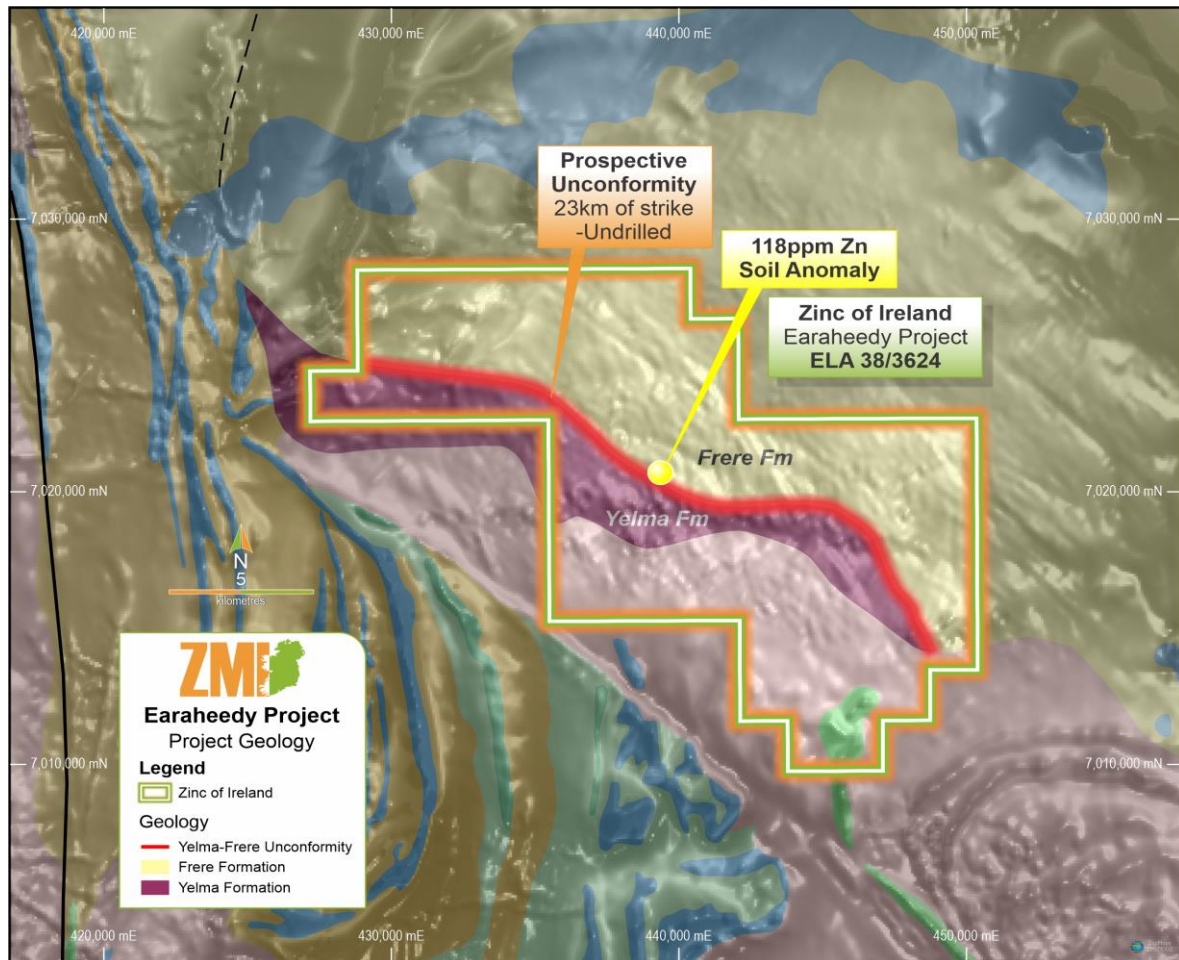 420,000 mE
430,000 mE
440,000 mE
450,000 mE
7,030,000 mN
7,030,000 mN
Prospective
Unconformity
23km of strike
-Undrilled
118ppm Zn
Soil Anomaly
Zinc of Ireland
Earaheedy Project
ELA 38/3624
Frere Fm
Yelma Fm
7,020,000 mN
7,020,000 mN
N
5
kilometres
ZMI
Earaheedy Project
Project Geology
Legend
Zinc of Ireland
Geology
Yelma-Frere Unconformity
Frere Formation
Yelma Formation
7,010,000 mN
7,010,000 mN
420,000 mE
430,000 mE
440,000 mE
450,000 mE